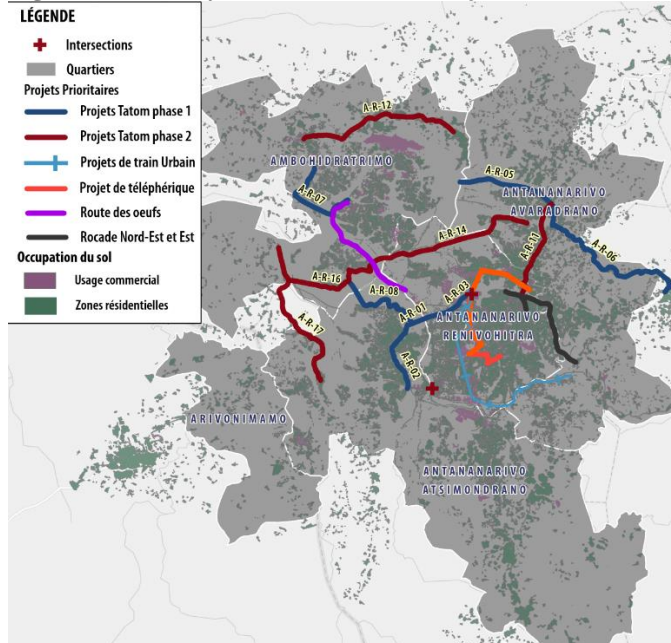 LÉGENDE
Intersections
Quartiers
Projets Prioritaires
Projets Tatom phase 1
Projets Tatom phase 2
Projets de train Urbain
Projet de téléphérique
Route des oeufs
Rocade Nord-Est et Est
Occupation du sol
Usage commercial
Zones résidentielles
A-R-12
AMBOHIDRATRIMO
A-R-05
A-R-07
ANTANANARIVO
AVARADRANO
A-R-14
A-R-11
A-R-06
A-R-16
A-R-08
A-R-03
A-R-01
ANTANANARIVO
RENIVOHITRA
A-R-17
A-R-02
ARIVONIMAMO
ANTANANARIVO
ATSIMONDRANO